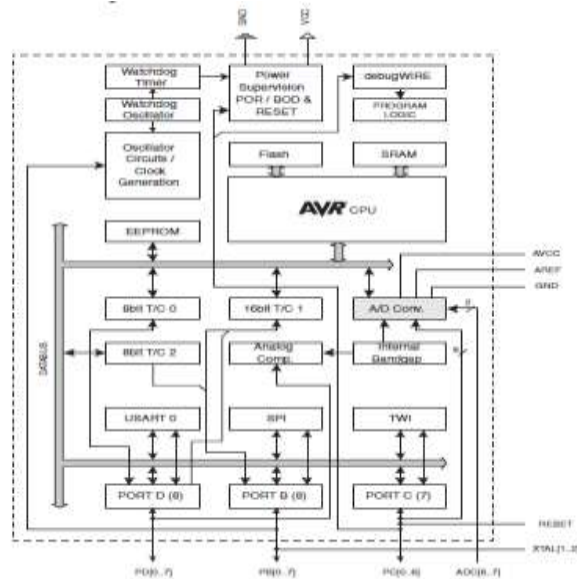 GND
VCC
Watchdog
Timer
Power
Supervision
POR / BOD &
RESET
debugWIRE
Watchdog
Oscillator
PROGRAM
LOGIC
Oscillator
Circuits /
Clock
Generation
Flash
SRAM
AVR CPU
EEPROM
AVCC
AREF
GND
8bit T/C 0
16bit T/C 1
A/D Conv.
2
DATABUS
8bit T/C 2
Analog
Comp.
Internal
Bandgap
6
USART 0
SPI
TWI
PORT D (8)
PORT B (8)
PORT C (7)
RESET
XTAL[1..2]
PD[0..7]
PB[0..7]
PC[0..6]
ADC[6..7]